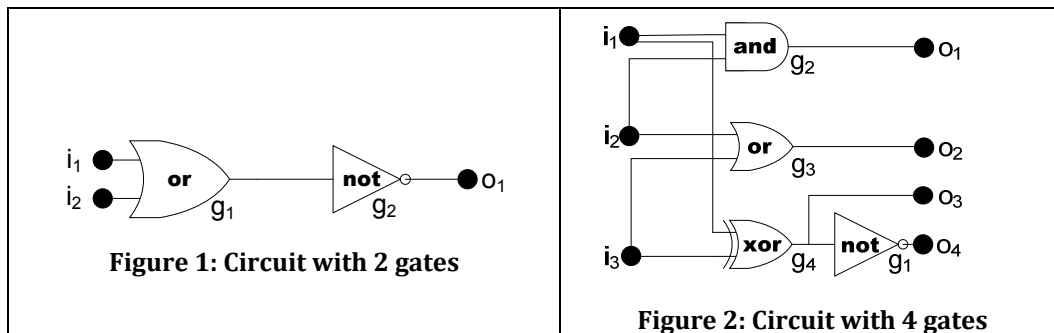 i₁
i₂
or
g₁
not
g₂
o₁
Figure 1: Circuit with 2 gates
i₁
and
g₂
o₁
i₂
or
g₃
o₂
o₃
i₃
xor
g₄
not
g₁
o₄
Figure 2: Circuit with 4 gates